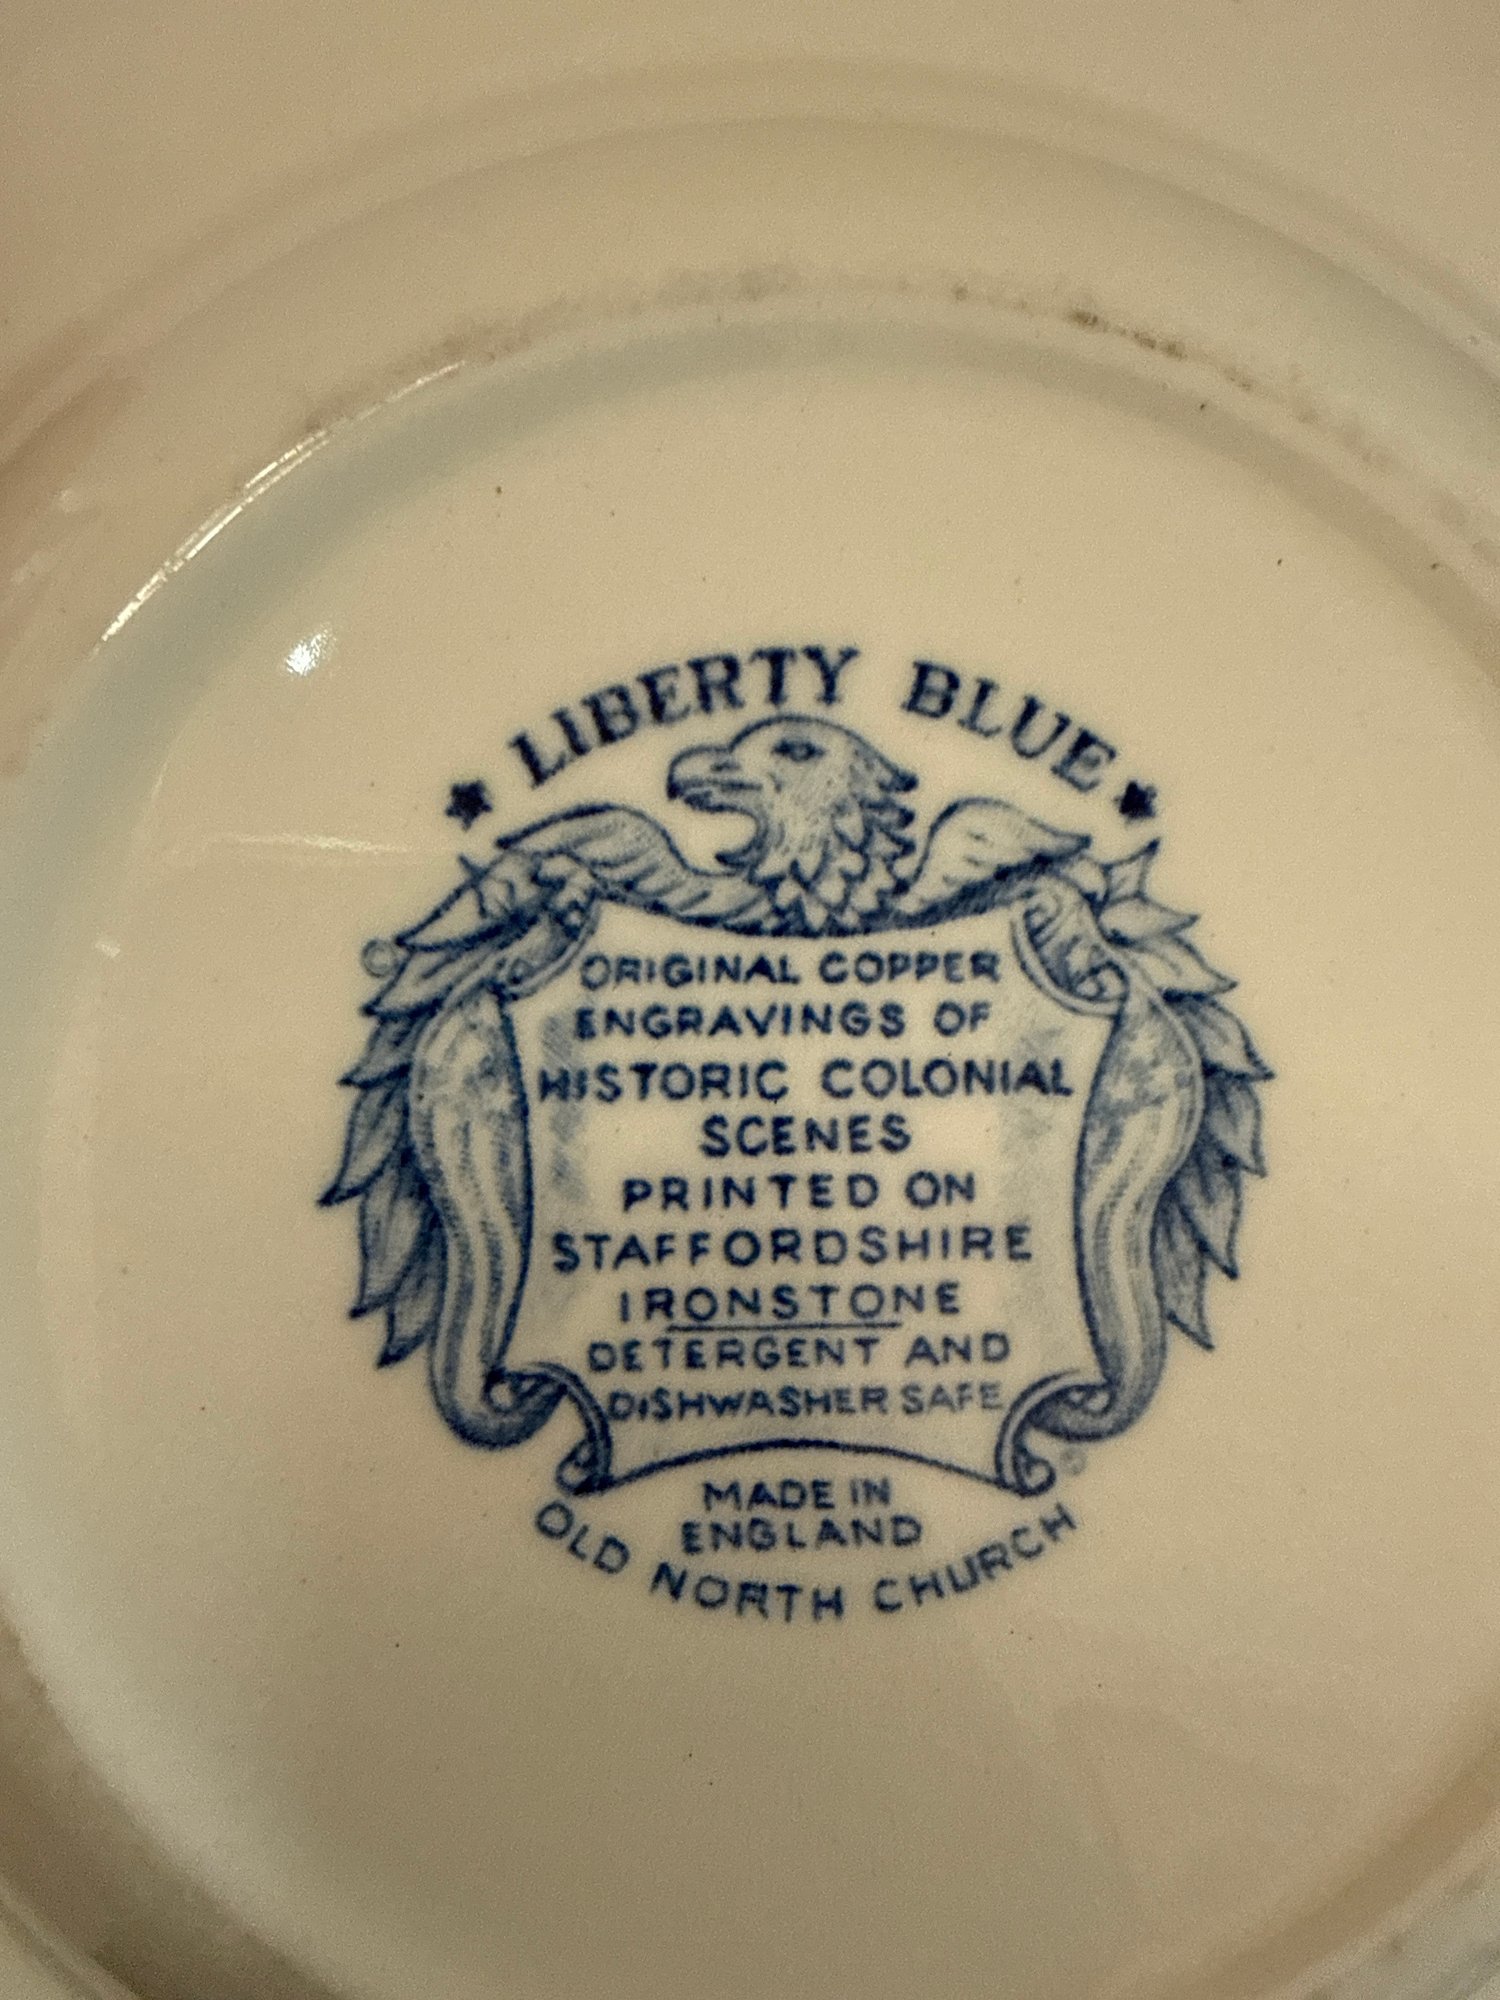 LIBERTY BLUE
ORIGINAL COPPER
ENGRAVINGS OF
HISTORIC COLONIAL
SCENES
PRINTED ON
STAFFORDSHIRE
IRONSTONE
DETERGENT AND
DISHWASHER SAFE
MADE IN
ENGLAND
OLD NORTH CHURCH